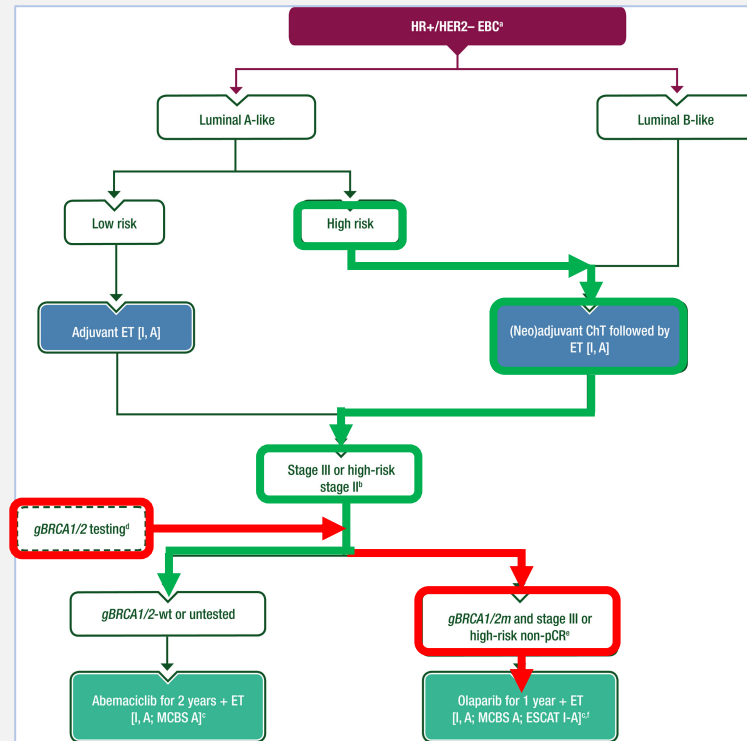 HR+/HER2– EBCᵃ
Luminal A-like
Luminal B-like
Low risk
High risk
Adjuvant ET [I, A]
(Neo)adjuvant ChT followed by
ET [I, A]
Stage III or high-risk
stage IIᵇ
gBRCA1/2 testingᵈ
gBRCA1/2-wt or untested
gBRCA1/2m and stage III or
high-risk non-pCRᵉ
Abemaciclib for 2 years + ET
[I, A; MCBS A]ᶜ
Olaparib for 1 year + ET
[I, A; MCBS A; ESCAT I-A]ᶜ,ᶠ